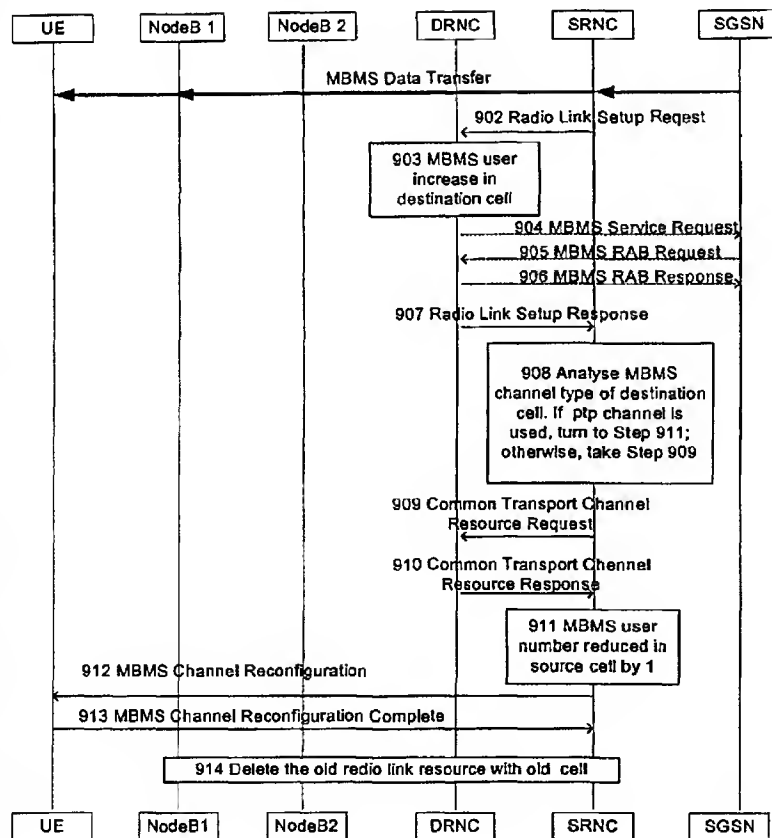 UE NodeB 1 NodeB 2 DRNC SRNC SGSN
MBMS Data Transfer
902 Radio Link Setup Reqest
903 MBMS user
increase in
destination cell
904 MBMS Service Request
905 MBMS RAB Request
906 MBMS RAB Response
907 Radio Link Setup Response
908 Analyse MBMS
channel type of destination
cell. If ptp channel is
used, turn to Step 911;
otherwise, take Step 909
909 Common Transport Channel
Resource Request
910 Common Transport Chennel
Resource Response
911 MBMS user
number reduced in
source cell by 1
912 MBMS Channel Reconfiguration
913 MBMS Channel Reconfiguration Complete
914 Delete the old redio link resource with old cell
UE NodeB1 NodeB2 DRNC SRNC SGSN